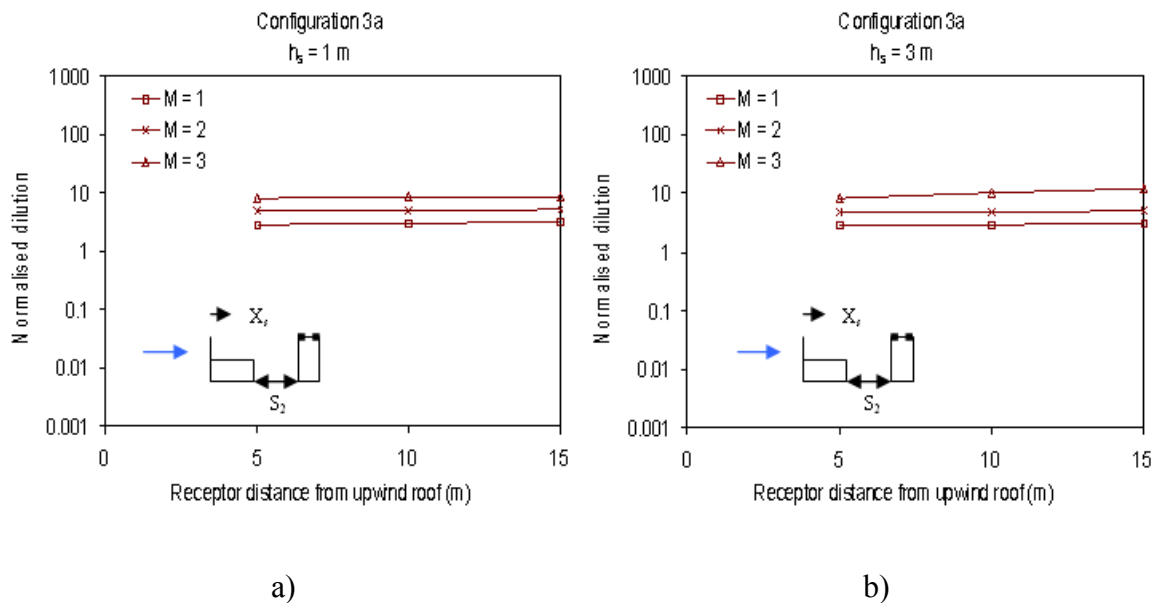 Configuration 3a
hs = 1 m
1000
100
10
1
0.1
0.01
0.001
Normalised dilution
M = 1
M = 2
M = 3
Xs
S2
0
5
10
15
Receptor distance from upwind roof (m)
a)
Configuration 3a
hs = 3 m
1000
100
10
1
0.1
0.01
0.001
Normalised dilution
M = 1
M = 2
M = 3
Xs
S2
0
5
10
15
Receptor distance from upwind roof (m)
b)